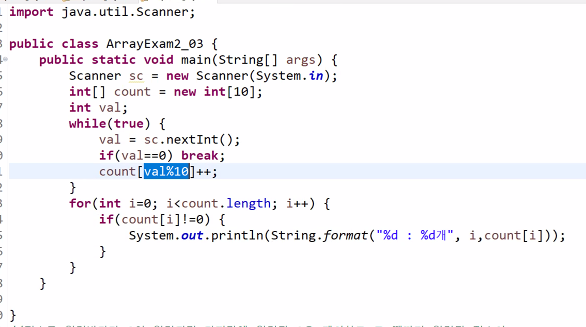 import java.util.Scanner;
public class ArrayExam2_03 {
public static void main(String[] args) {
Scanner sc = new Scanner(System.in);
int[] count = new int[10];
int val;
while(true) {
val = sc.nextInt();
if(val==0) break;
count[val%10]++;
}
for(int i=0; i<count.length; i++) {
if(count[i]!=0) {
System.out.println(String.format("%d : %d개", i,count[i]));
}
}
}
}